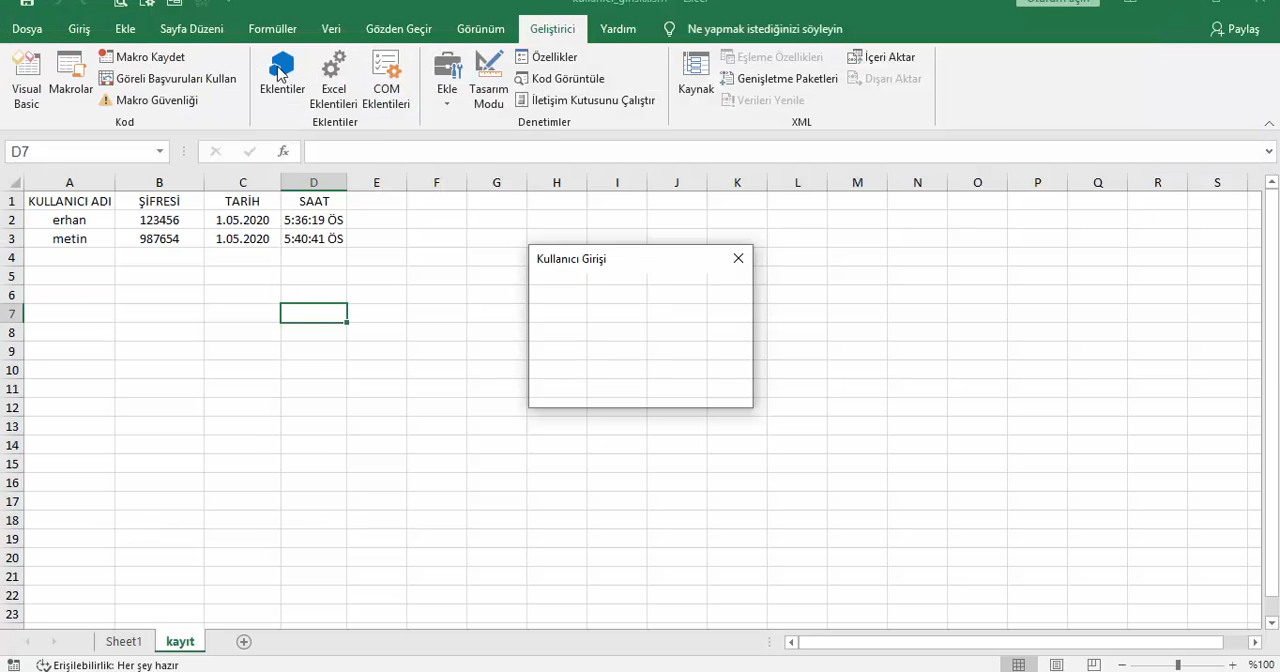 Dosya Giriş Ekle Sayfa Düzeni Formüller Veri Gözden Geçir Görünüm Geliştirici Yardım Ne yapmak istediğinizi söyleyin Paylaş
Visual Basic
Makrolar
Makro Kaydet
Göreli Başvuruları Kullan
Makro Güvenliği
Kod
Eklentiler
Excel Eklentileri
COM Eklentileri
Eklentiler
Ekle
Tasarım Modu
Özellikler
Kod Görüntüle
İletişim Kutusunu Çalıştır
Denetimler
Kaynak
Eşleme Özellikleri
Genişletme Paketleri
Verileri Yenile
İçeri Aktar
Dışarı Aktar
XML
D7 fx
A B C D E F G H I J K L M N O P Q R S
1 KULLANICI ADI ŞİFRESİ TARİH SAAT
2 erhan 123456 1.05.2020 5:36:19 ÖS
3 metin 987654 1.05.2020 5:40:41 ÖS
4
5
6
7
8
9
10
11
12
13
14
15
16
17
18
19
20
21
22
23
Kullanıcı Girişi
Sheet1 kayıt
Erişilebilirlik: Her şey hazır %100